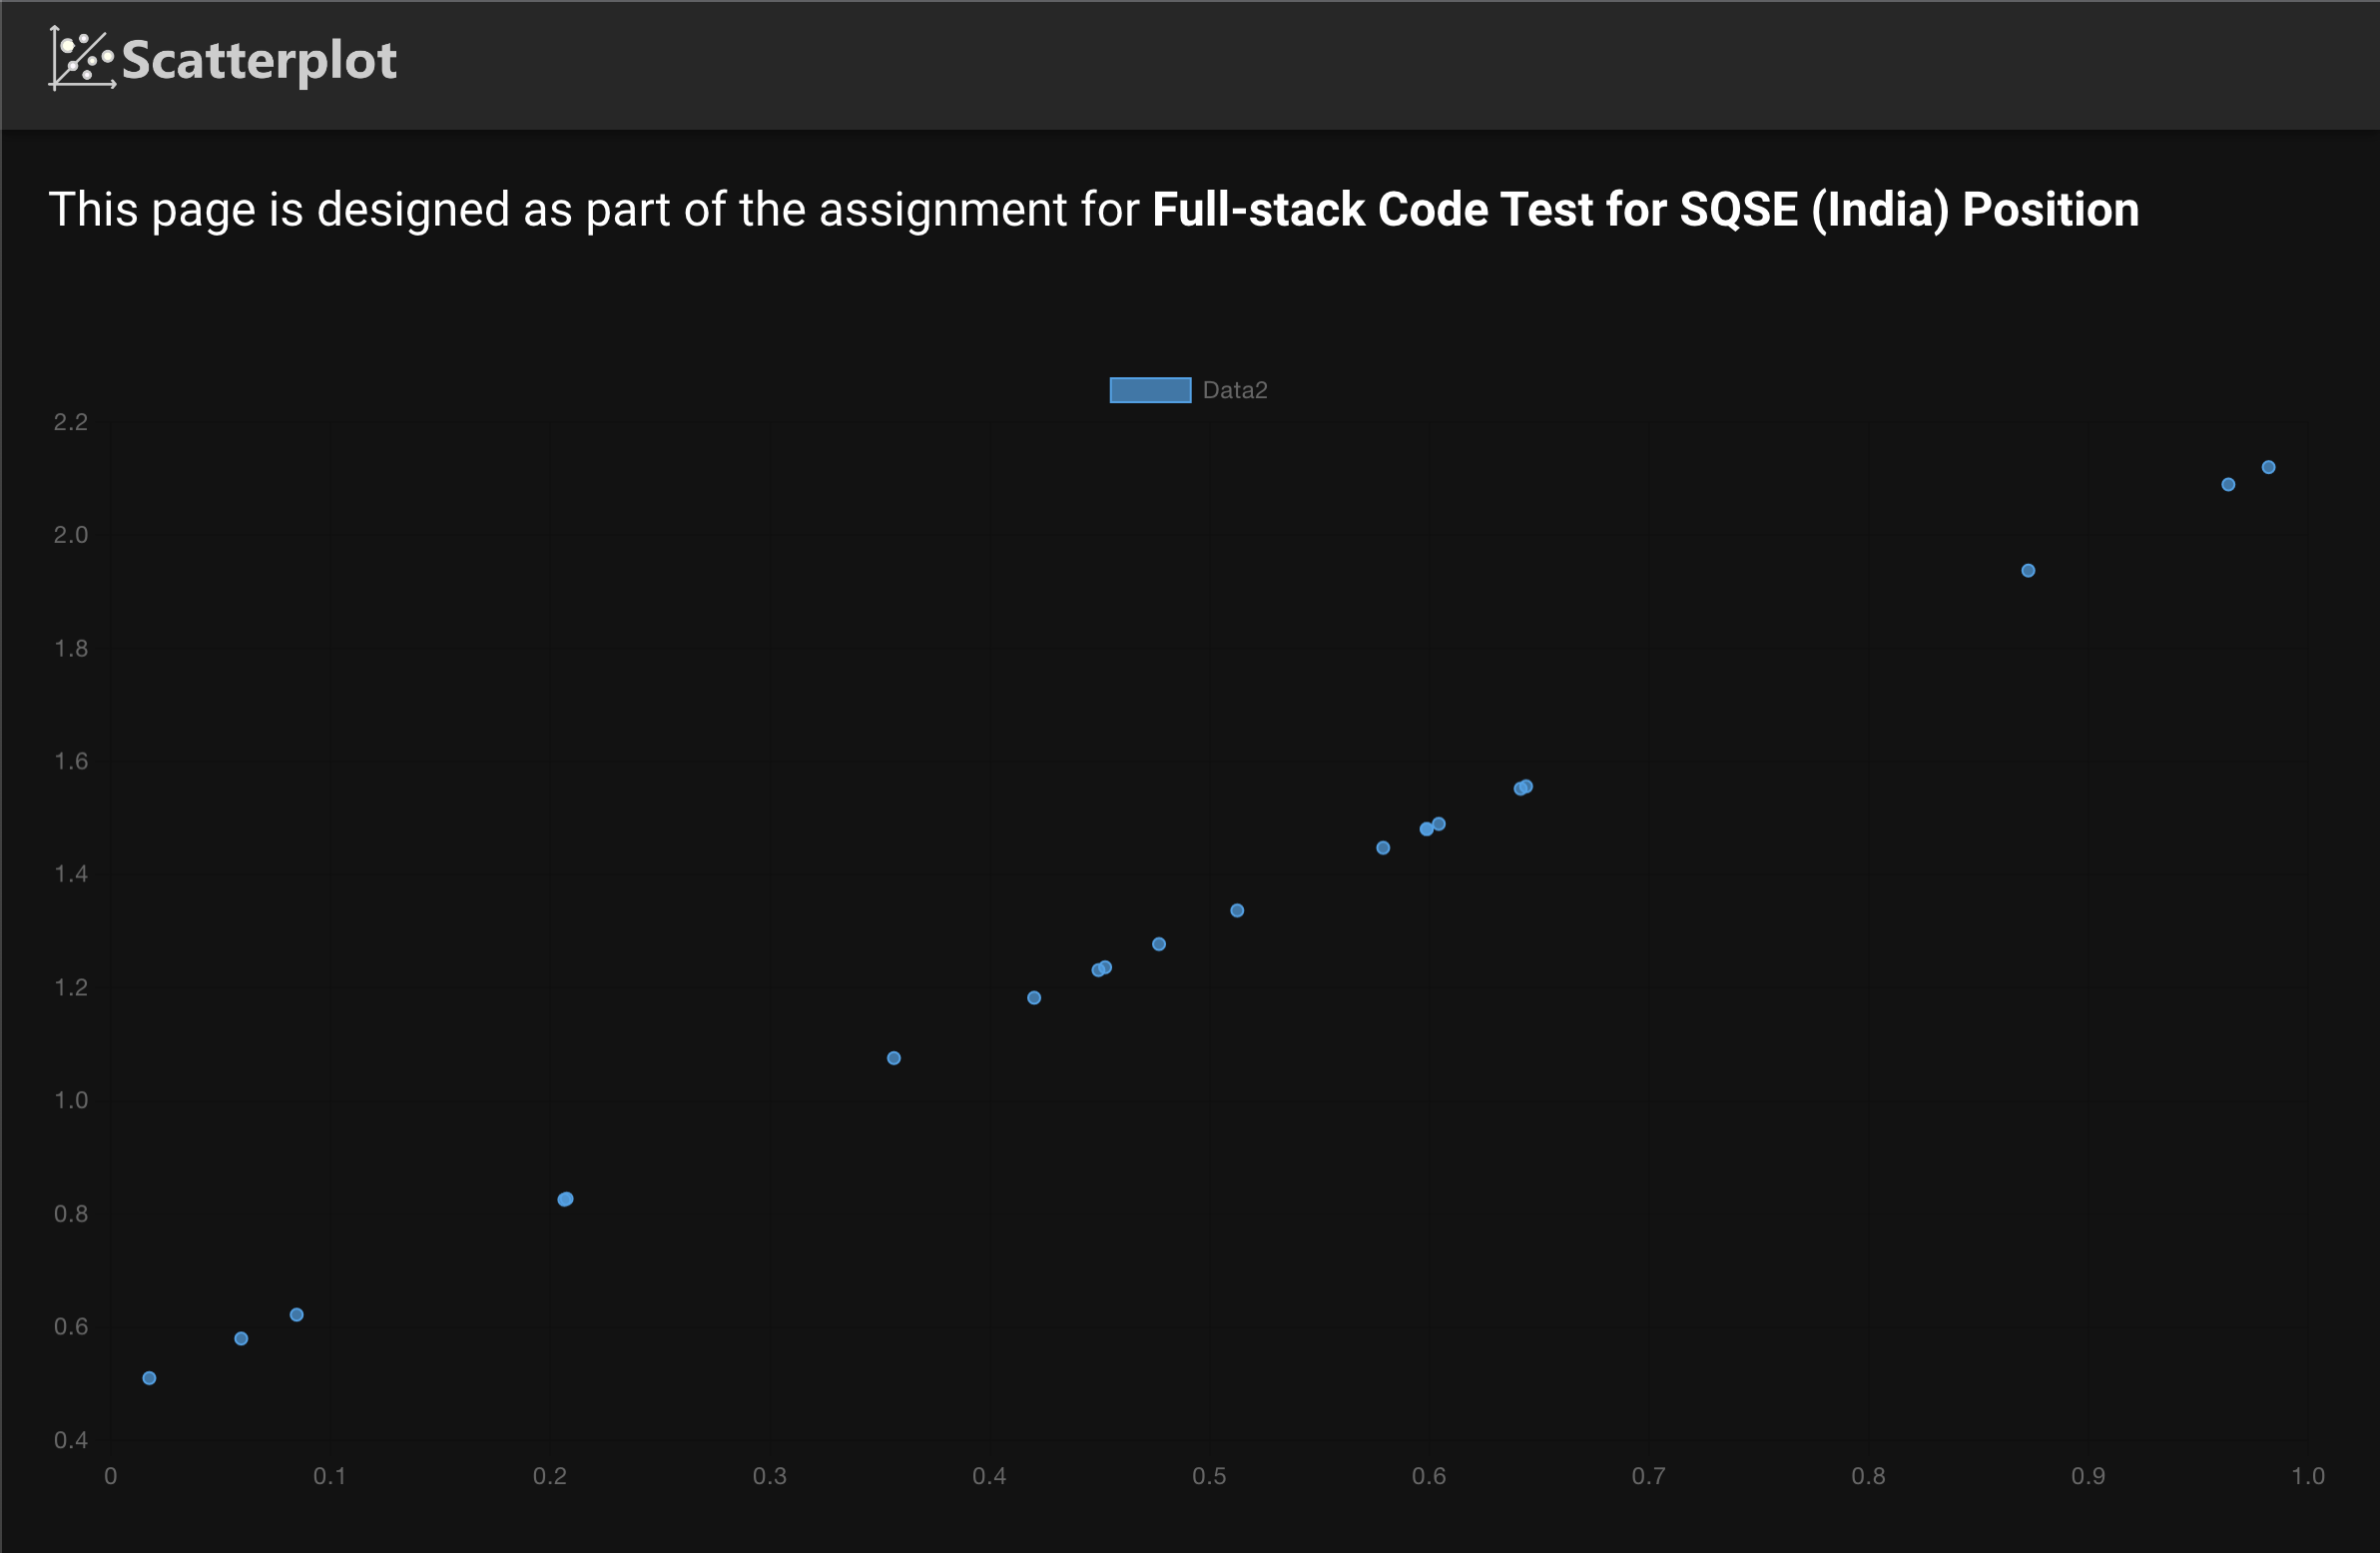 Scatterplot
This page is designed as part of the assignment for Full-stack Code Test for SQSE (India) Position
Data2
2.2
2.0
1.8
1.6
1.4
1.2
1.0
0.8
0.6
0.4
0 0.1 0.2 0.3 0.4 0.5 0.6 0.7 0.8 0.9 1.0